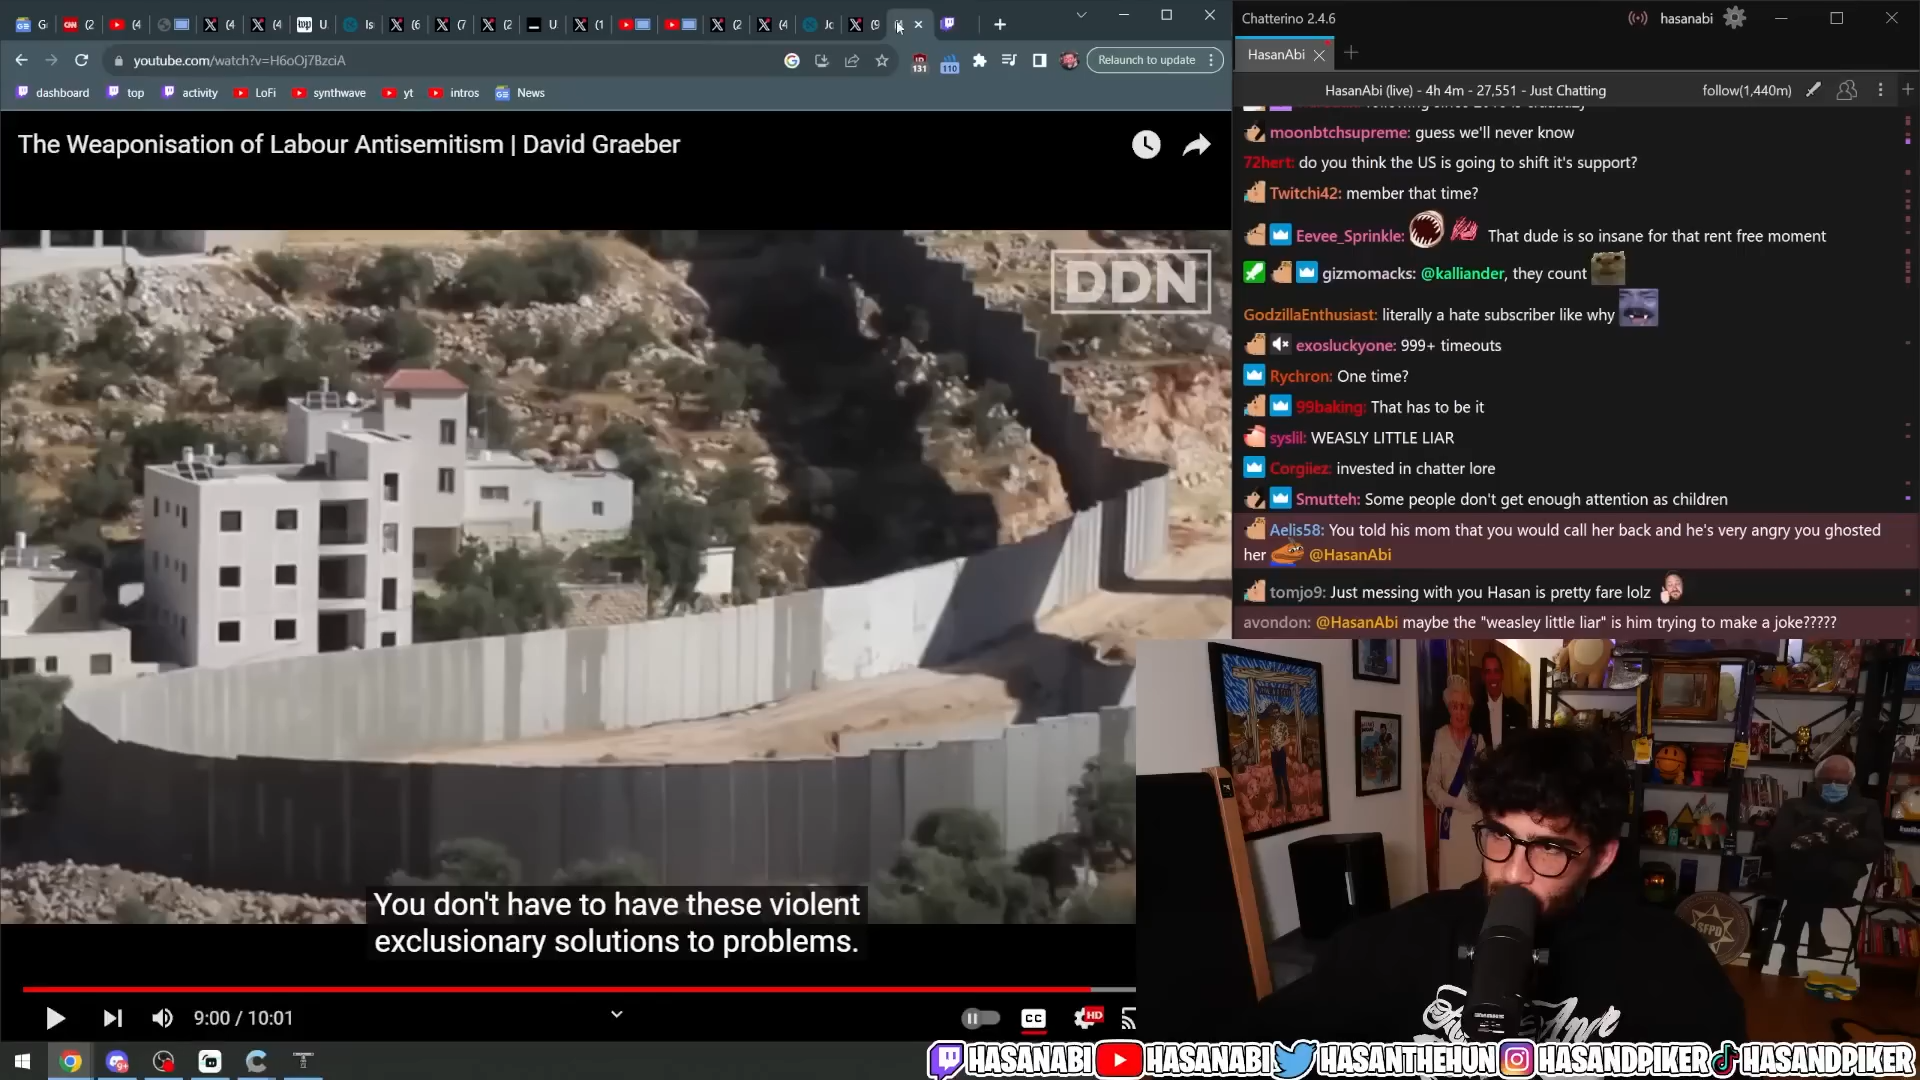 Chatterino 2.4.6
hasanabi
youtube.com/watch?v=H6oOj7BzciA
131
110
Relaunch to update
dashboard
top
activity
LoFi
synthwave
yt
intros
News
HasanAbi
HasanAbi (live) - 4h 4m - 27,551 - Just Chatting
follow(1,440m)
The Weaponisation of Labour Antisemitism | David Graeber
DDN
moonbtchsupreme: guess we'll never know
72hert: do you think the US is going to shift it's support?
Twitchi42: member that time?
Eevee_Sprinkle: That dude is so insane for that rent free moment
gizmomacks: @kalliander, they count
GodzillaEnthusiast: literally a hate subscriber like why
exosluckyone: 999+ timeouts
Rychron: One time?
99baking: That has to be it
syslil: WEASLY LITTLE LIAR
Corgiiez: invested in chatter lore
Smutteh: Some people don't get enough attention as children
Aelis58: You told his mom that you would call her back and he's very angry you ghosted
her @HasanAbi
tomjo9: Just messing with you Hasan is pretty fare lolz
avondon: @HasanAbi maybe the "weasley little liar" is him trying to make a joke?????
You don't have to have these violent
exclusionary solutions to problems.
9:00 / 10:01
CC
HD
SFPD
HASANABI
HASANABI
HASANTHEHUN
HASANDPIKER
HASANDPIKER